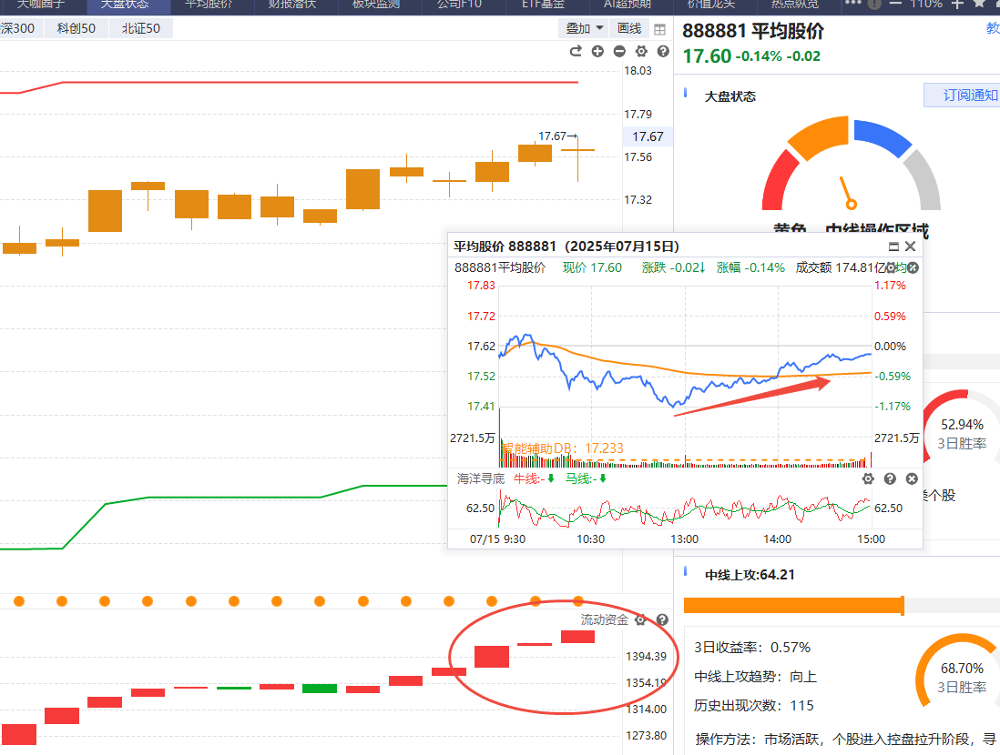 大咖圈子 大盘状态 平均股价 财报潜伏 板块监测 公司F10 ETF基金 AI超预期 价值龙头 热点纵览 110%
深300 科创50 北证50 叠加 画线
888881 平均股价 教
17.60 -0.14% -0.02
大盘状态 订阅通知
18.03
17.79
17.67→
17.67
17.56
17.32
黄色 中线操作区域
平均股价 888881（2025年07月15日）
888881平均股价 现价 17.60 涨跌 -0.02↓ 涨幅 -0.14% 成交额 174.81亿 均
17.83 1.17%
17.72 0.59%
17.62 0.00%
17.52 -0.59%
17.41 -1.17%
2721.5万 2721.5万
智能辅助DB：17.233
海洋寻底 牛线:- 马线:-
62.50 62.50
07/15 9:30 10:30 13:00 14:00 15:00
52.94%
3日胜率
类个股
中线上攻:64.21
流动资金
1394.39
1354.19
1314.00
1273.80
3日收益率：0.57%
中线上攻趋势：向上
历史出现次数：115
68.70%
3日胜率
操作方法：市场活跃，个股进入控盘拉升阶段，寻